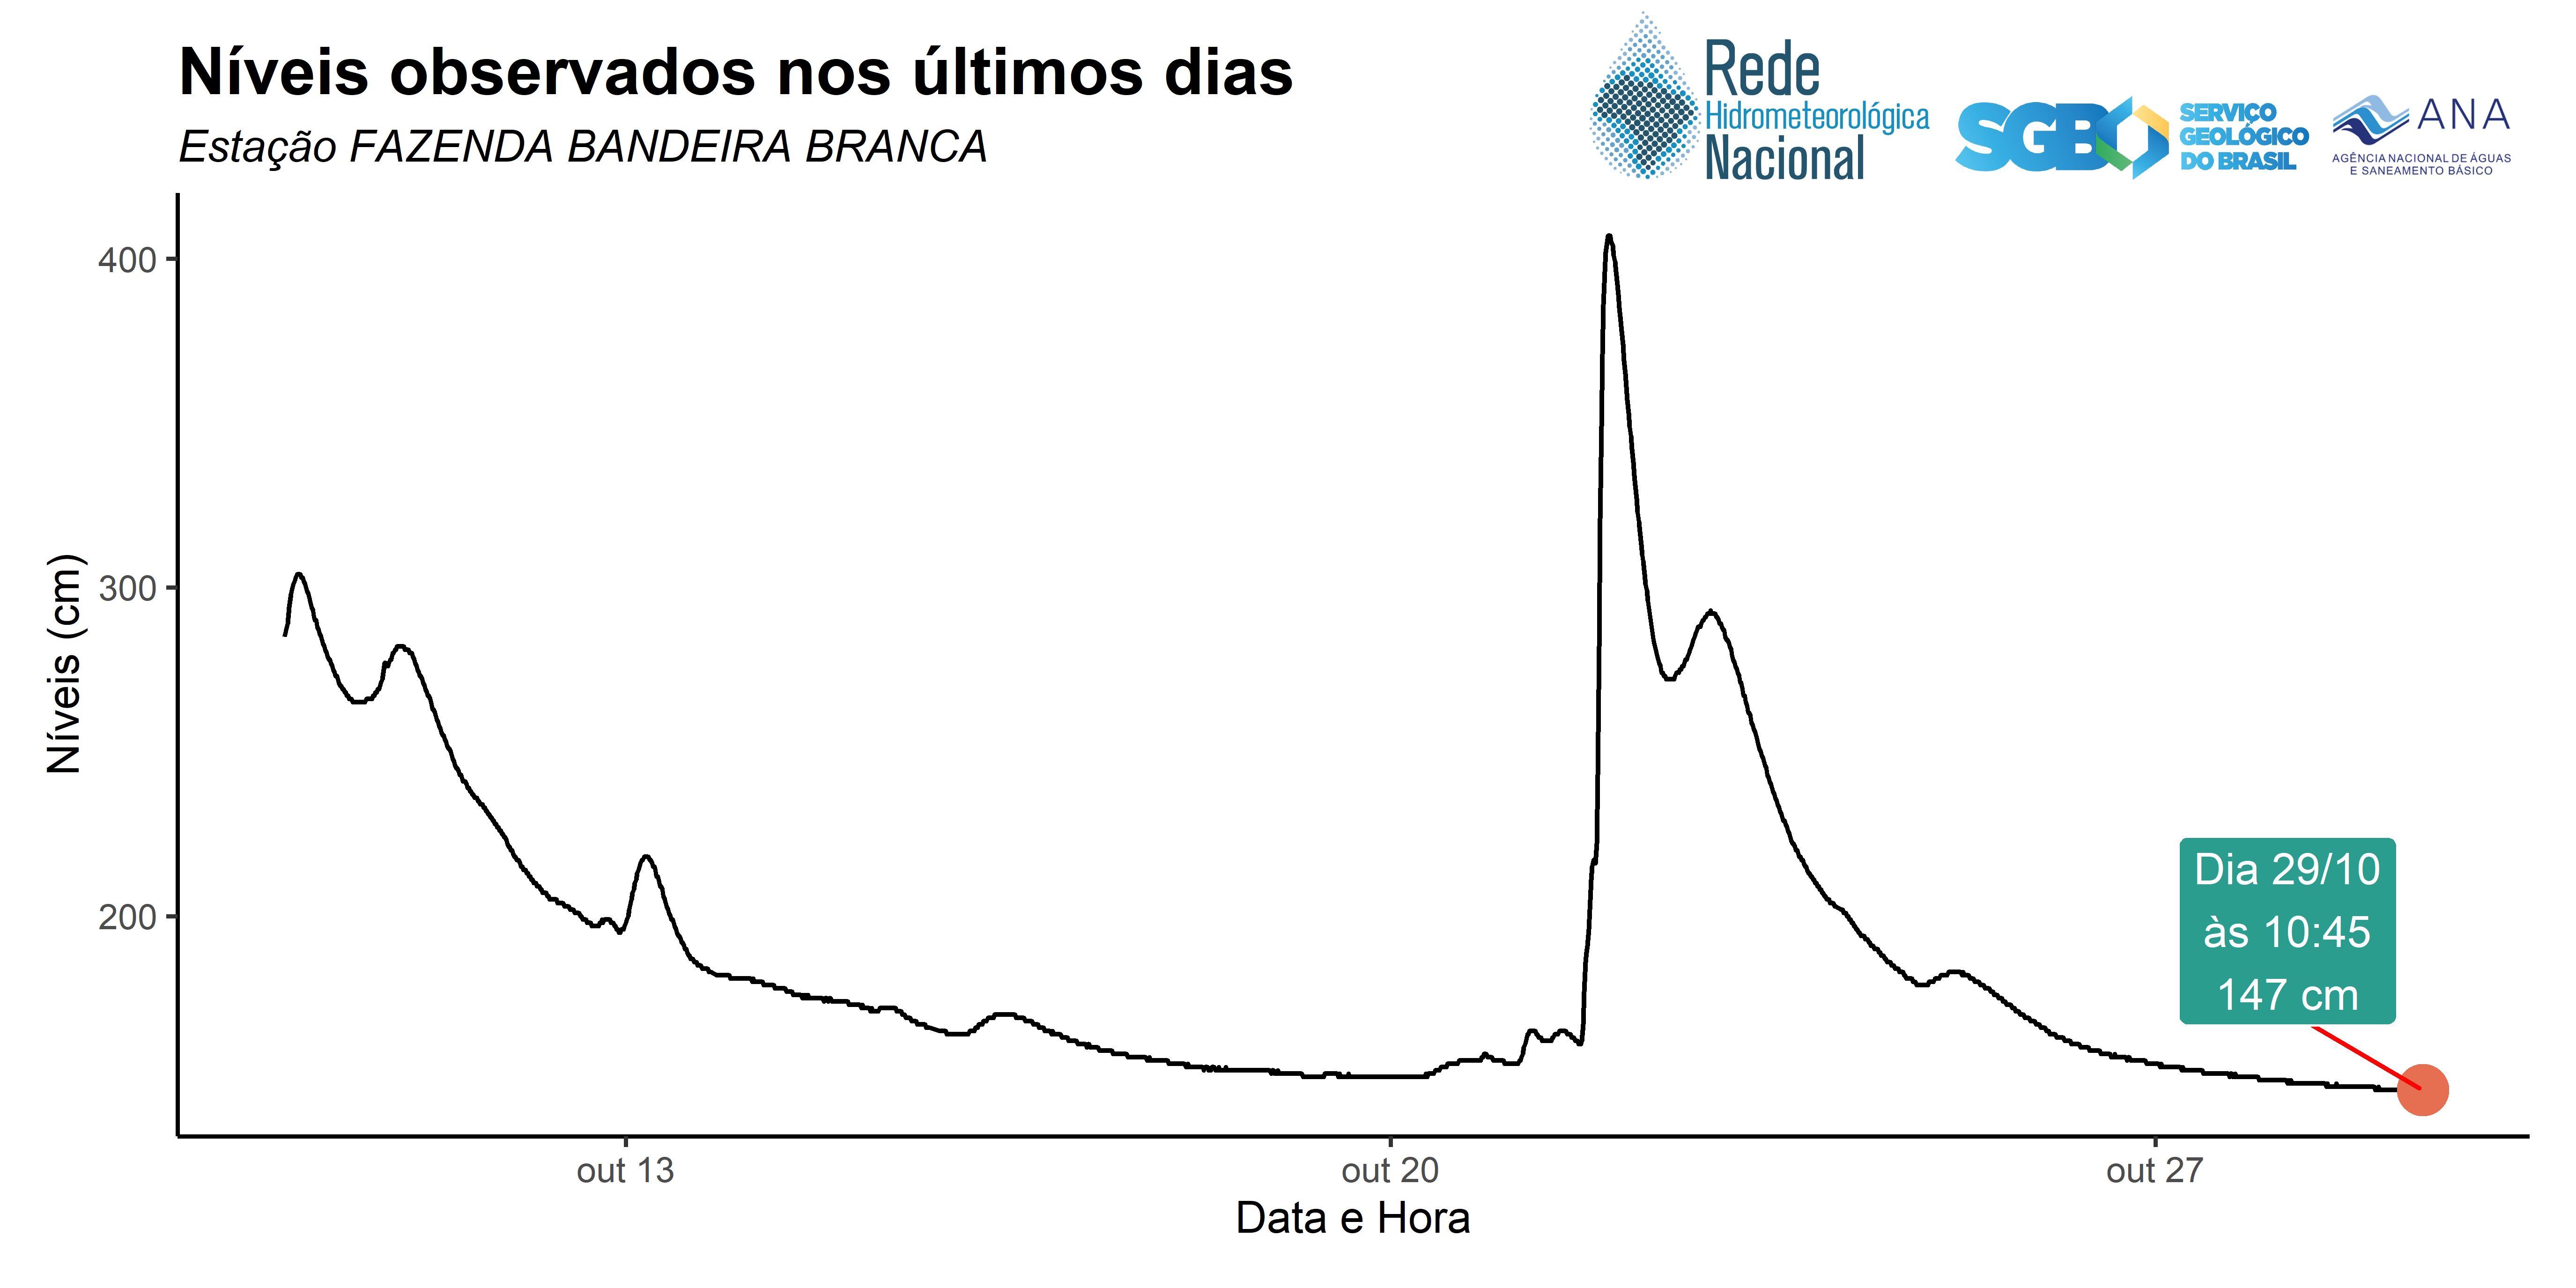 Níveis observados nos últimos dias
Estação FAZENDA BANDEIRA BRANCA
Rede
Hidrometeorológica
Nacional
SGB
SERVIÇO
GEOLÓGICO
DO BRASIL
ANA
AGÊNCIA NACIONAL DE ÁGUAS
E SANEAMENTO BÁSICO
Níveis (cm)
400
300
200
Dia 29/10
às 10:45
147 cm
out 13
out 20
out 27
Data e Hora